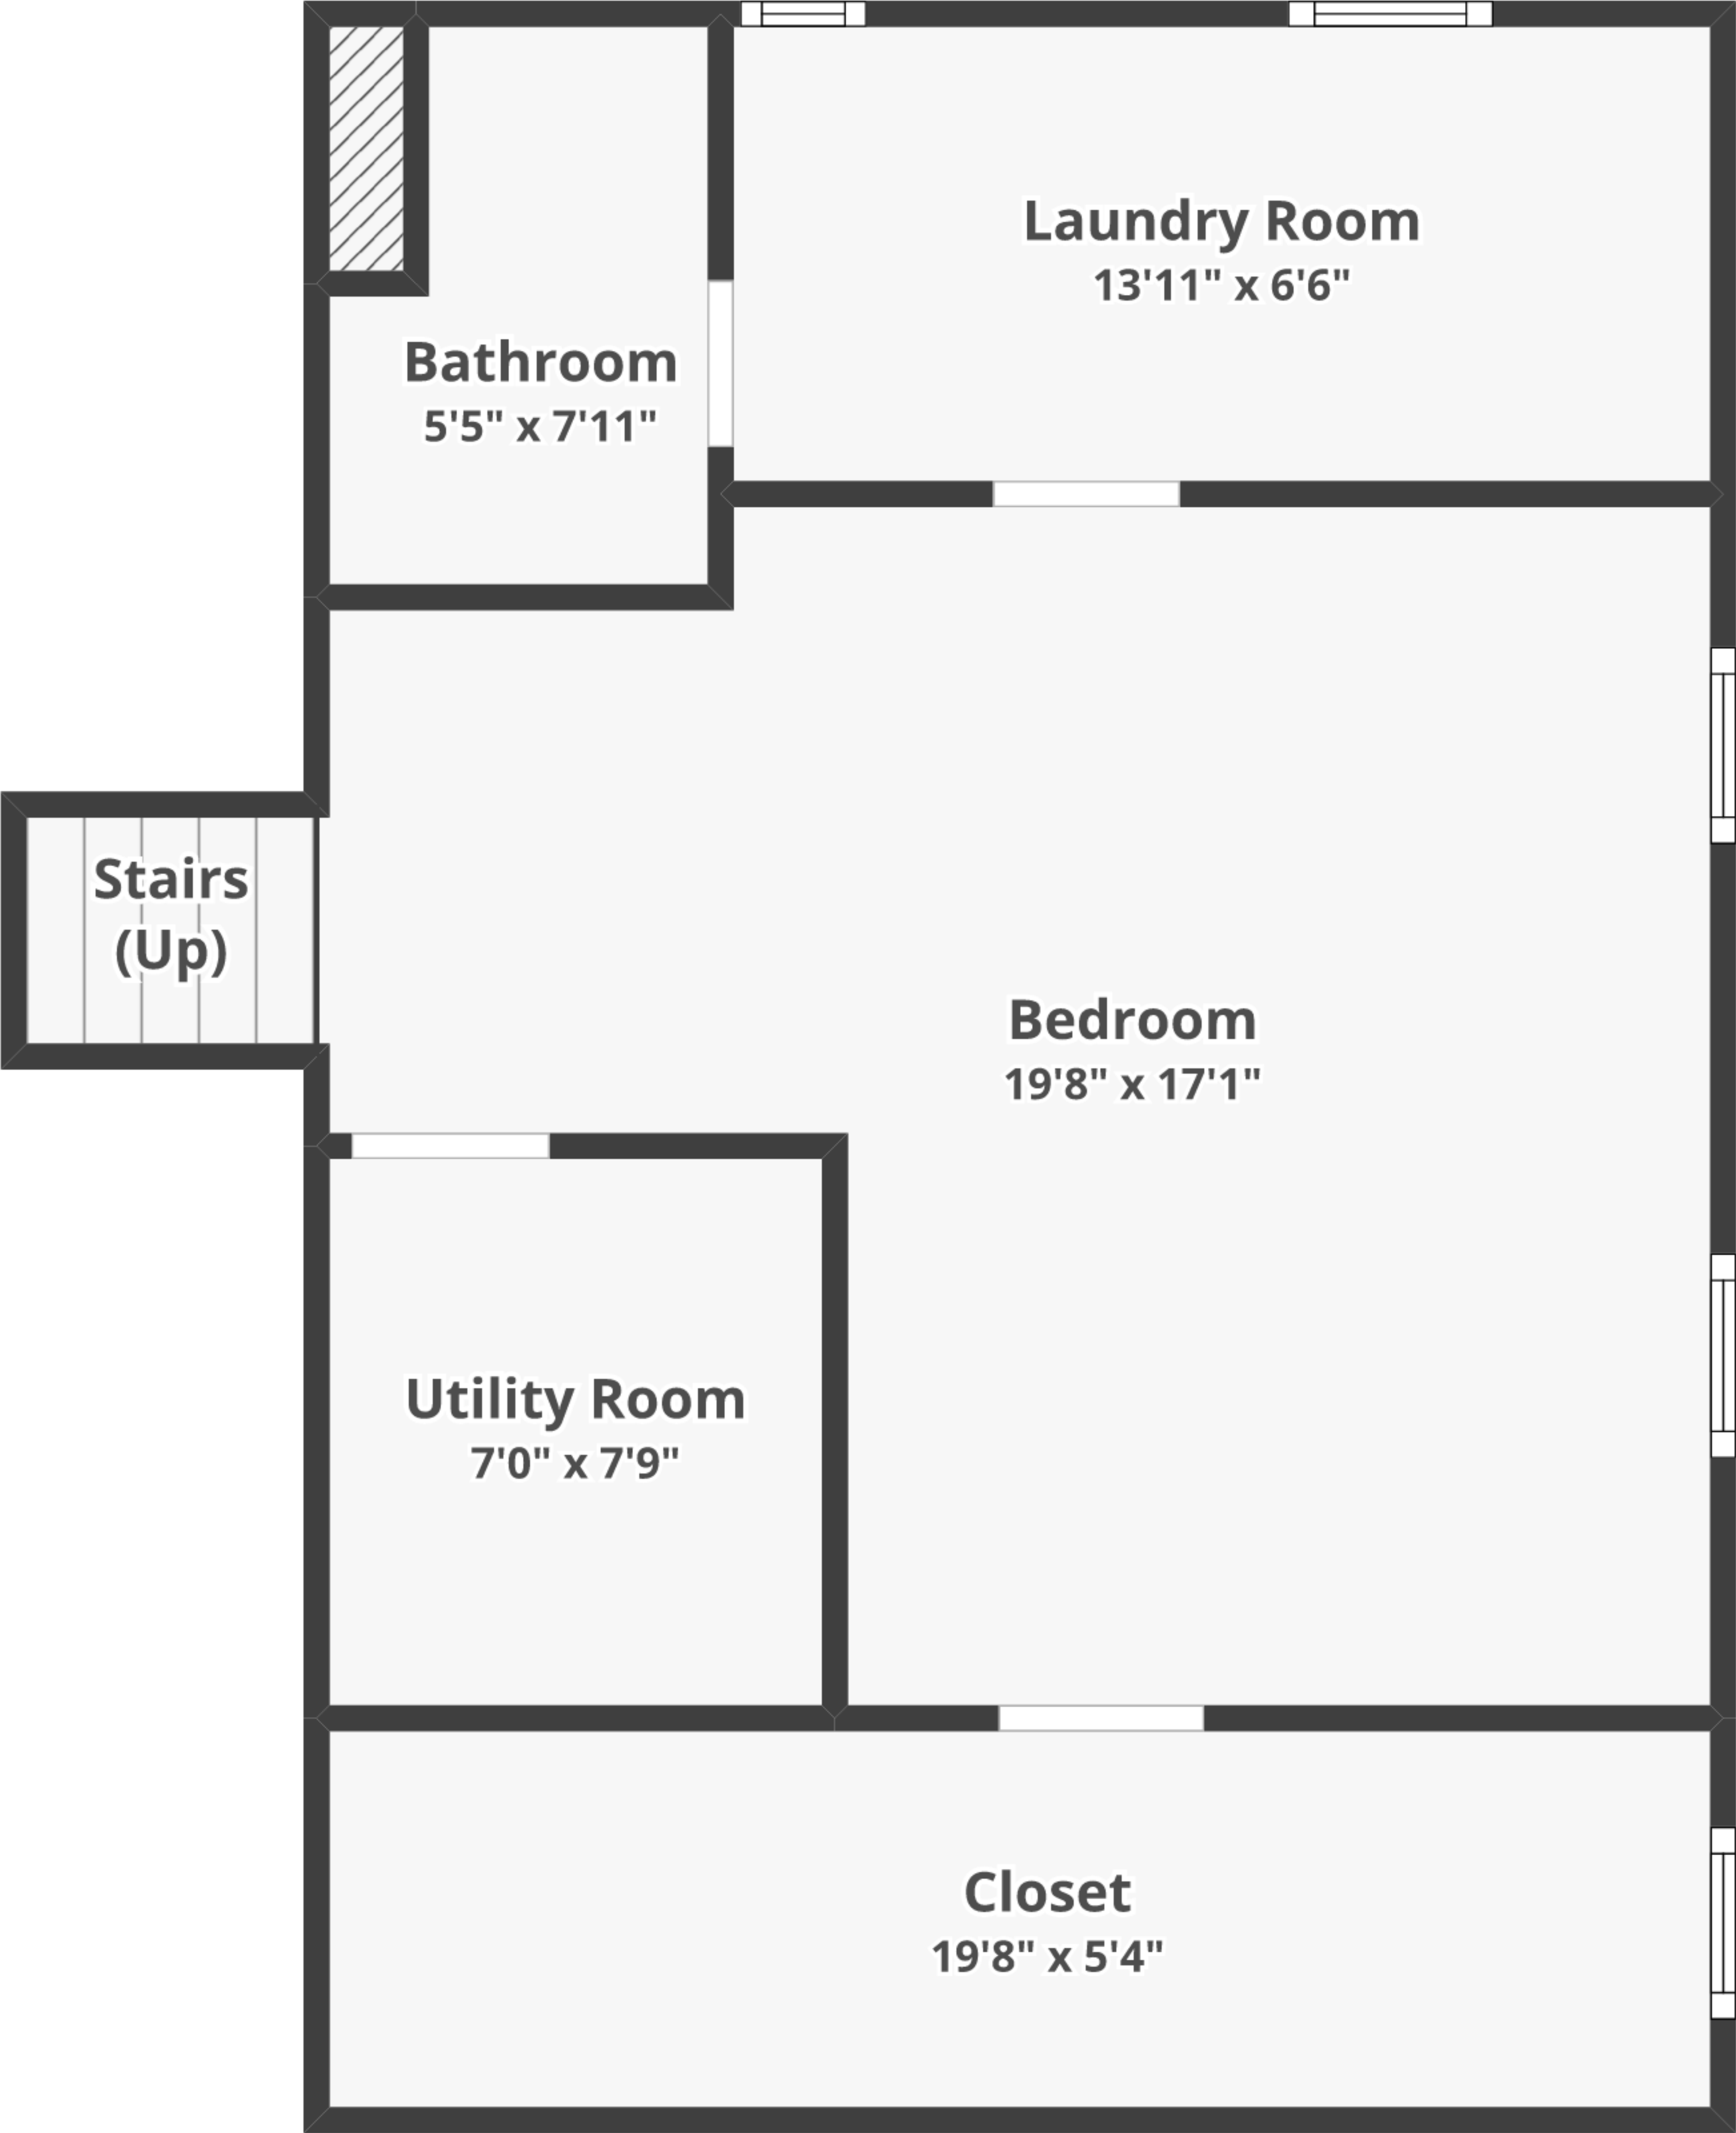 Laundry Room
13'11" x 6'6"
Bathroom
5'5" x 7'11"
Stairs
(Up)
Bedroom
19'8" x 17'1"
Utility Room
7'0" x 7'9"
Closet
19'8" x 5'4"